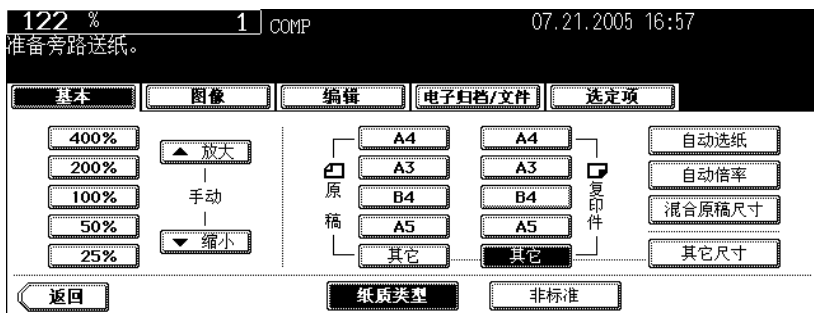 122 % 1 COMP 07.21.2005 16:57
准备旁路送纸。
基本 图像 编辑 电子归档/文件 选定项
400% 放大 A4 A4 自动选纸
200% A3 A3 自动倍率
100% 手动 原稿 B4 B4 复印件 混合原稿尺寸
50% 缩小 A5 A5
25% 其它 其它 其它尺寸
返回 纸质类型 非标准